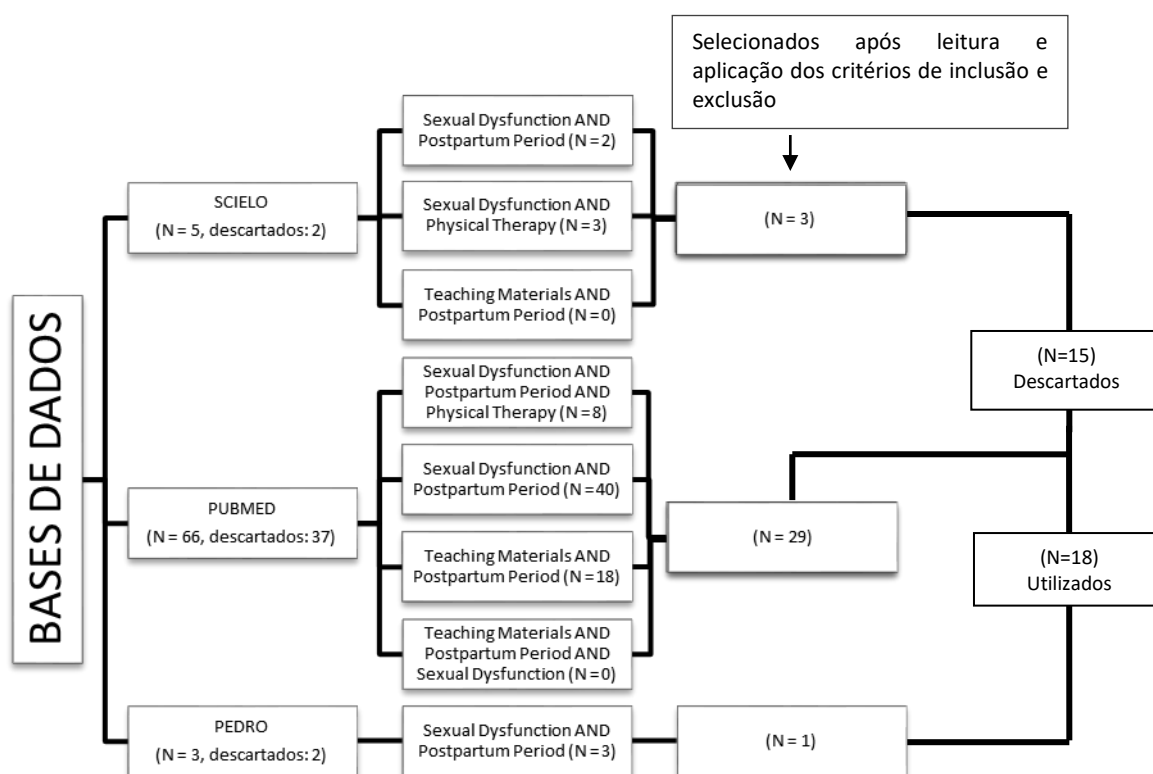 Selecionados após leitura e
aplicação dos critérios de inclusão e
exclusão
BASES DE DADOS
SCIELO
(N = 5, descartados: 2)
Sexual Dysfunction AND
Postpartum Period (N = 2)
Sexual Dysfunction AND
Physical Therapy (N = 3)
Teaching Materials AND
Postpartum Period (N = 0)
(N = 3)
PUBMED
(N = 66, descartados: 37)
Sexual Dysfunction AND
Postpartum Period AND
Physical Therapy (N = 8)
Sexual Dysfunction AND
Postpartum Period (N = 40)
Teaching Materials AND
Postpartum Period (N = 18)
Teaching Materials AND
Postpartum Period AND
Sexual Dysfunction (N = 0)
(N = 29)
PEDRO
(N = 3, descartados: 2)
Sexual Dysfunction AND
Postpartum Period (N = 3)
(N = 1)
(N=15)
Descartados
(N=18)
Utilizados